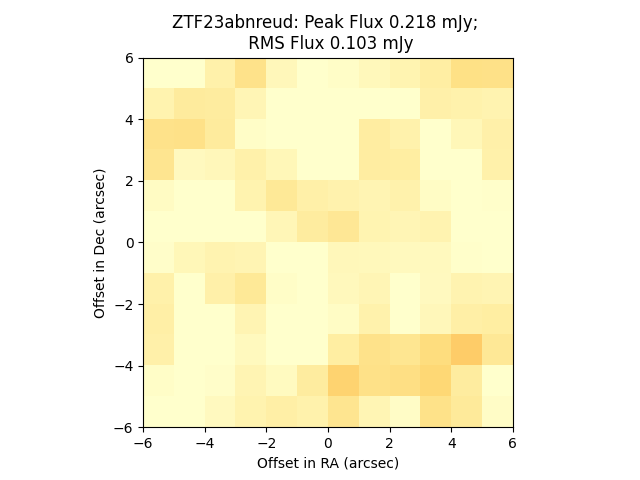 ZTF23abnreud: Peak Flux 0.218 mJy;
RMS Flux 0.103 mJy
6
4
2
0
−2
−4
−6
Offset in Dec (arcsec)
−6 −4 −2 0 2 4 6
Offset in RA (arcsec)